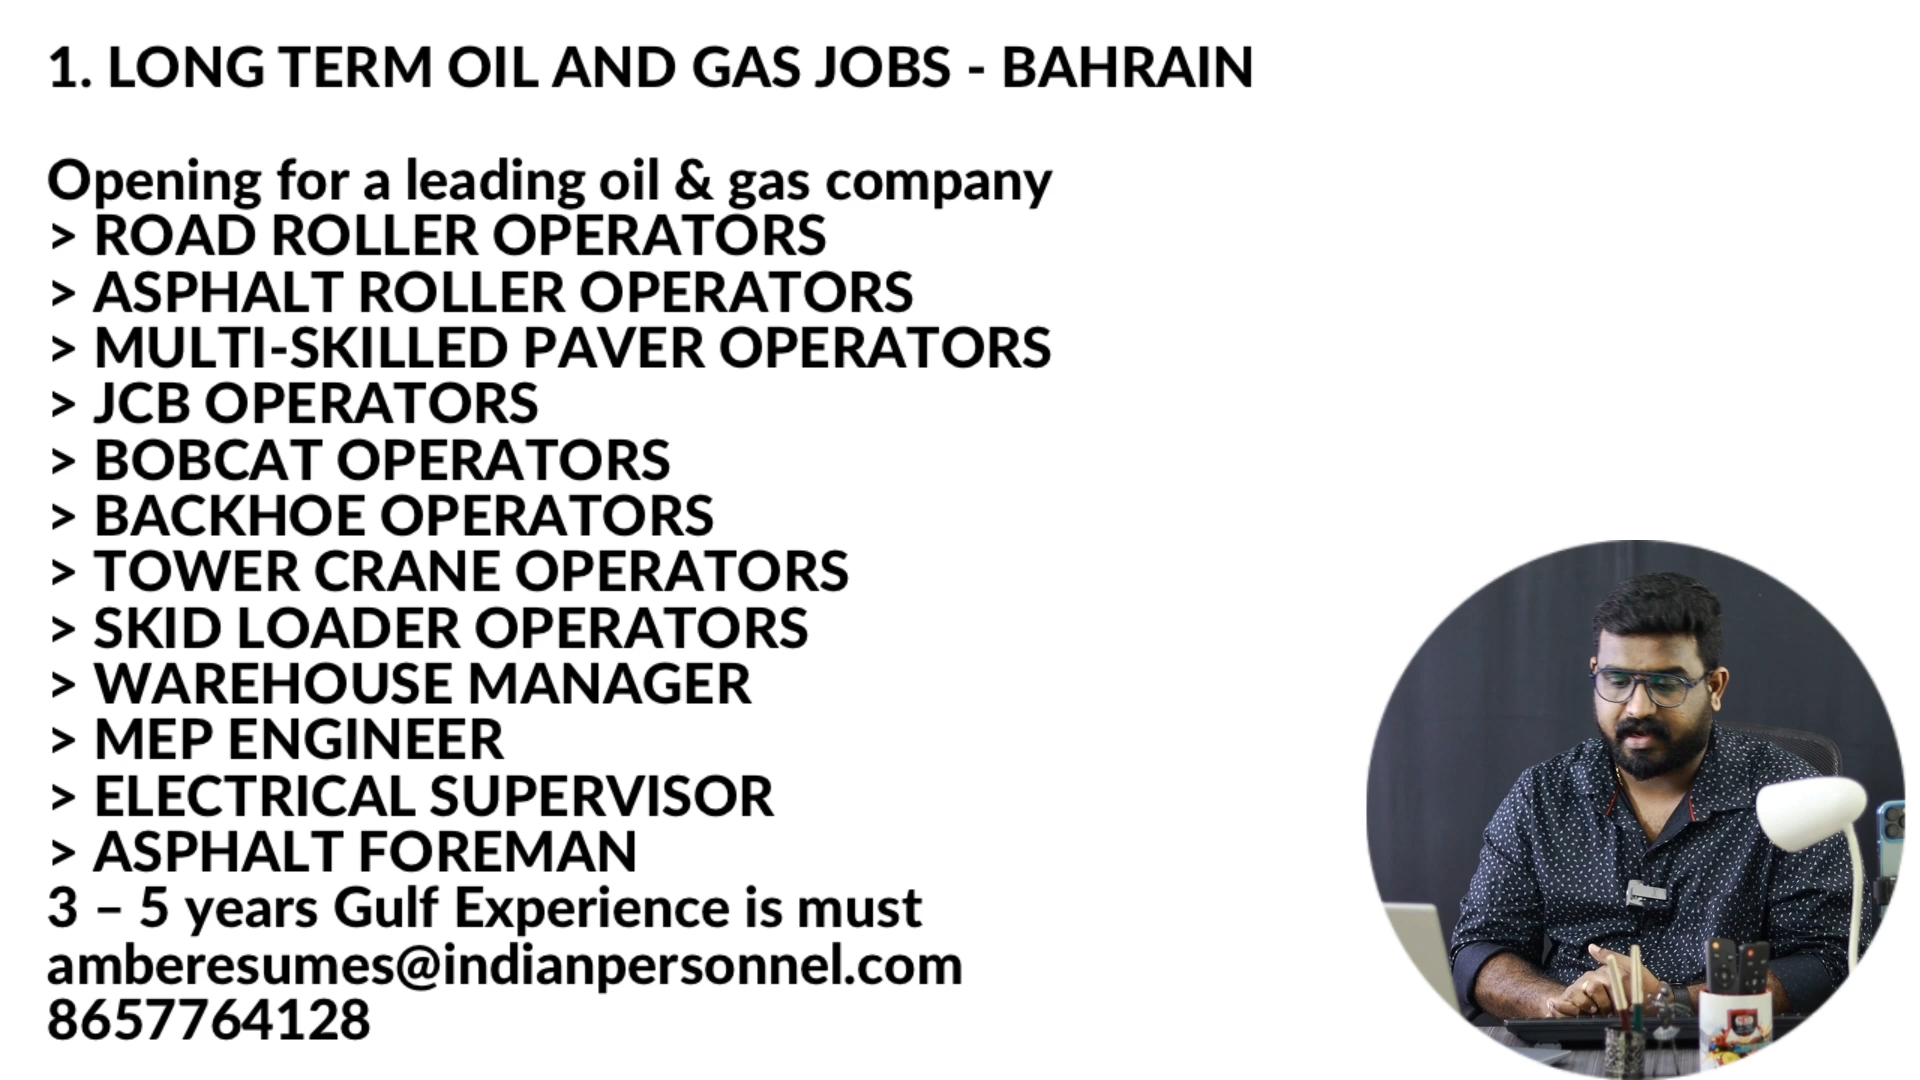 1. LONG TERM OIL AND GAS JOBS - BAHRAIN
Opening for a leading oil & gas company
> ROAD ROLLER OPERATORS
> ASPHALT ROLLER OPERATORS
> MULTI-SKILLED PAVER OPERATORS
> JCB OPERATORS
> BOBCAT OPERATORS
> BACKHOE OPERATORS
> TOWER CRANE OPERATORS
> SKID LOADER OPERATORS
> WAREHOUSE MANAGER
> MEP ENGINEER
> ELECTRICAL SUPERVISOR
> ASPHALT FOREMAN
3 – 5 years Gulf Experience is must
amberesumes@indianpersonnel.com
8657764128